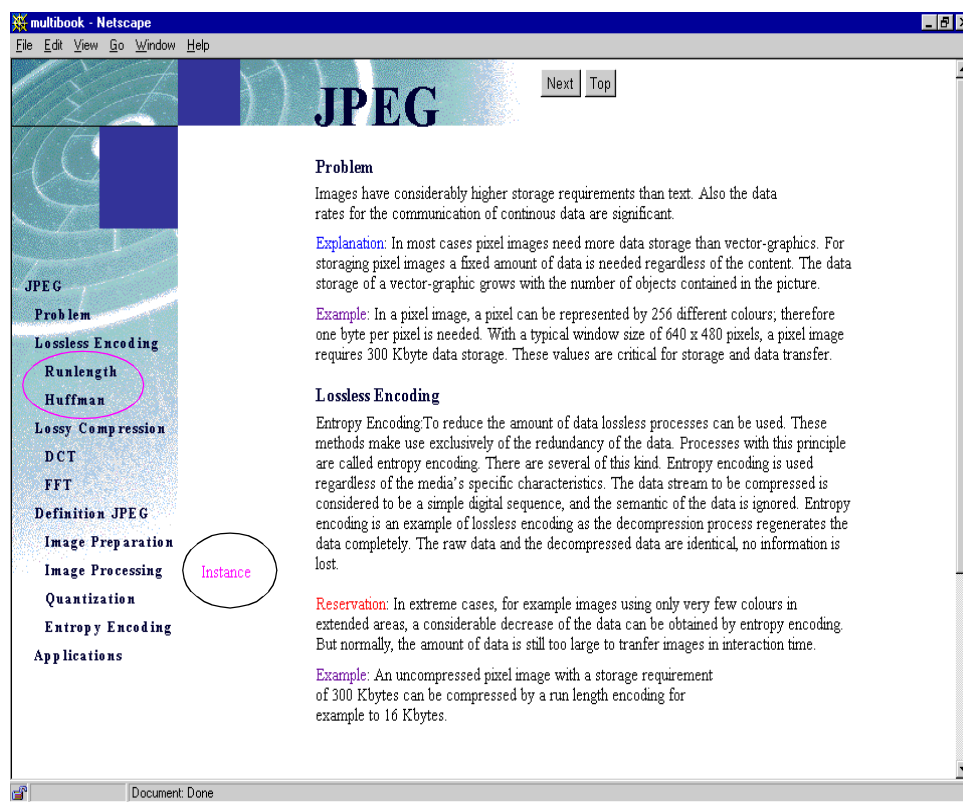 multibook - Netscape
File Edit View Go Window Help
JPEG
Next Top
JPEG
Problem
Lossless Encoding
Runlength
Huffman
Lossy Compression
DCT
FFT
Definition JPEG
Image Preparation
Image Processing
Quantization
Entropy Encoding
Applications
Instance
Problem
Images have considerably higher storage requirements than text. Also the data
rates for the communication of continous data are significant.
Explanation: In most cases pixel images need more data storage than vector-graphics. For
storaging pixel images a fixed amount of data is needed regardless of the content. The data
storage of a vector-graphic grows with the number of objects contained in the picture.
Example: In a pixel image, a pixel can be represented by 256 different colours; therefore
one byte per pixel is needed. With a typical window size of 640 x 480 pixels, a pixel image
requires 300 Kbyte data storage. These values are critical for storage and data transfer.
Lossless Encoding
Entropy Encoding:To reduce the amount of data lossless processes can be used. These
methods make use exclusively of the redundancy of the data. Processes with this principle
are called entropy encoding. There are several of this kind. Entropy encoding is used
regardless of the media's specific characteristics. The data stream to be compressed is
considered to be a simple digital sequence, and the semantic of the data is ignored. Entropy
encoding is an example of lossless encoding as the decompression process regenerates the
data completely. The raw data and the decompressed data are identical, no information is
lost.
Reservation: In extreme cases, for example images using only very few colours in
extended areas, a considerable decrease of the data can be obtained by entropy encoding.
But normally, the amount of data is still too large to tranfer images in interaction time.
Example: An uncompressed pixel image with a storage requirement
of 300 Kbytes can be compressed by a run length encoding for
example to 16 Kbytes.
Document: Done